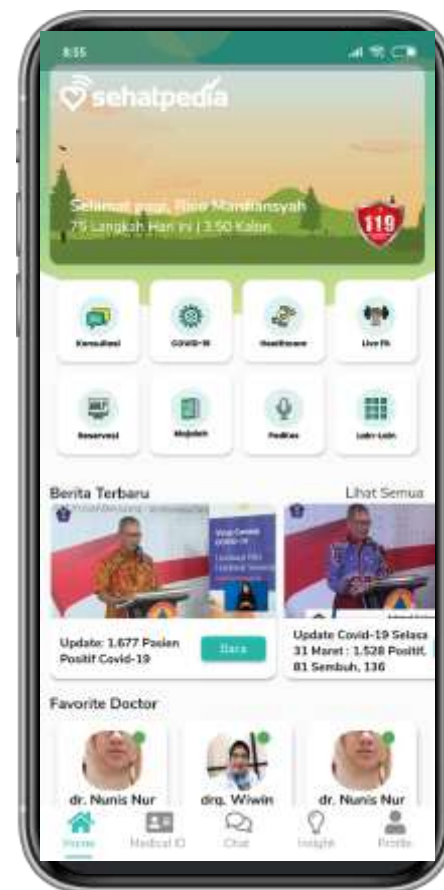 8:55
sehatpedia
Selamat pagi, Rico Mardiansyah
75 Langkah Hari ini | 3.50 Kalori
119
Konsultasi
COVID-19
Healthcare
Live Fit
Reservasi
Majalah
PodKes
Lain-Lain
Berita Terbaru
Lihat Semua
Update: 1.677 Pasien
Positif Covid-19
Baca
Update Covid-19 Selasa
31 Maret : 1.528 Positif,
81 Sembuh, 136
Favorite Doctor
dr. Nunis Nur
drg. Wiwin
dr. Nunis Nur
Home
Medical ID
Chat
Insight
Profile